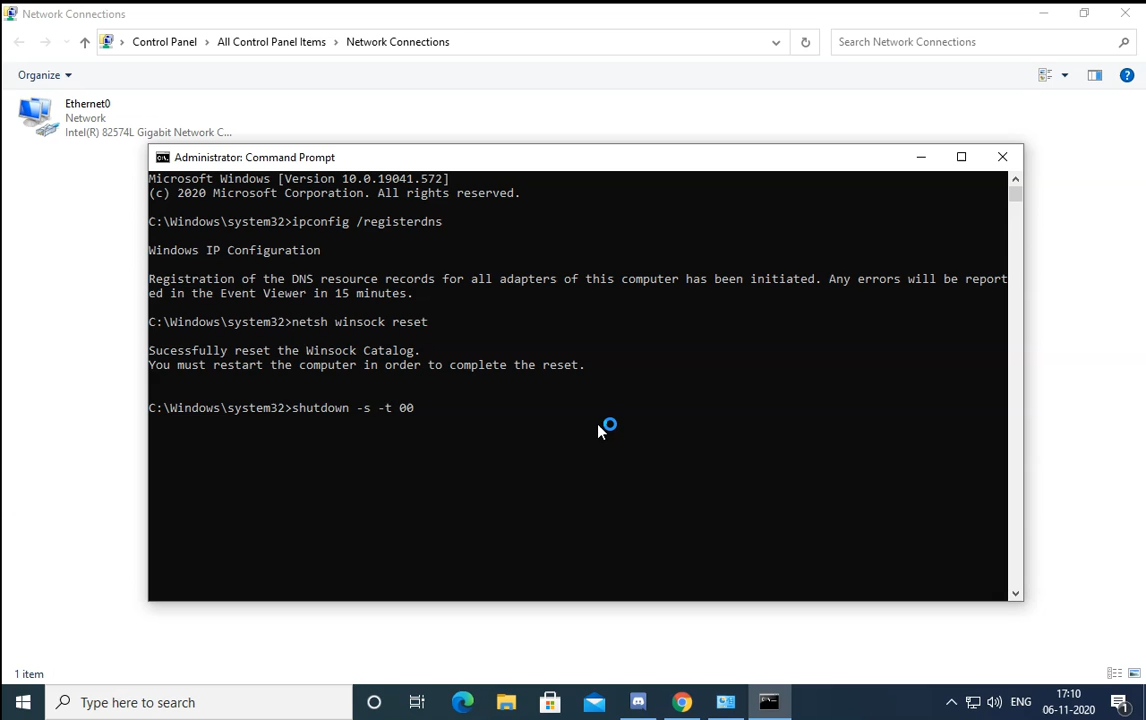 Network Connections
Control Panel > All Control Panel Items > Network Connections
Search Network Connections
Organize
Ethernet0
Network
Intel(R) 82574L Gigabit Network C...
Administrator: Command Prompt
Microsoft Windows [Version 10.0.19041.572]
(c) 2020 Microsoft Corporation. All rights reserved.
C:\Windows\system32>ipconfig /registerdns
Windows IP Configuration
Registration of the DNS resource records for all adapters of this computer has been initiated. Any errors will be report
ed in the Event Viewer in 15 minutes.
C:\Windows\system32>netsh winsock reset
Sucessfully reset the Winsock Catalog.
You must restart the computer in order to complete the reset.
C:\Windows\system32>shutdown -s -t 00
1 item
Type here to search
ENG
17:10
06-11-2020
1